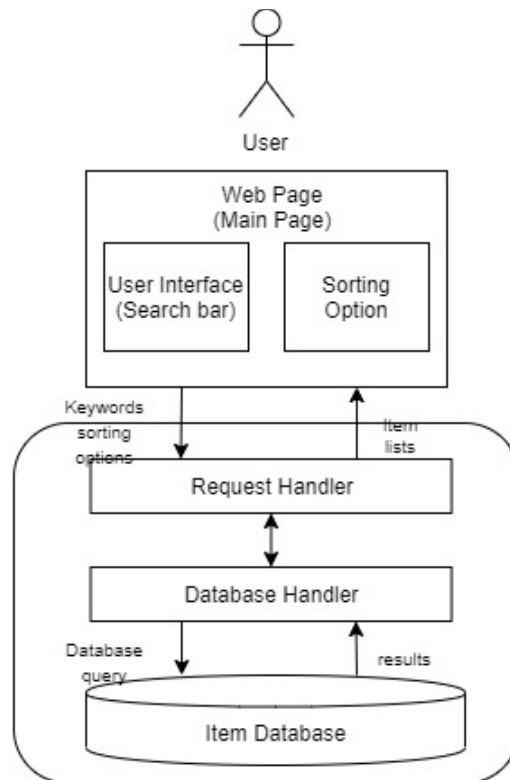 User
Web Page
(Main Page)
User Interface
(Search bar)
Sorting
Option
Keywords
sorting
options
Item
lists
Request Handler
Database Handler
Database
query
results
Item Database